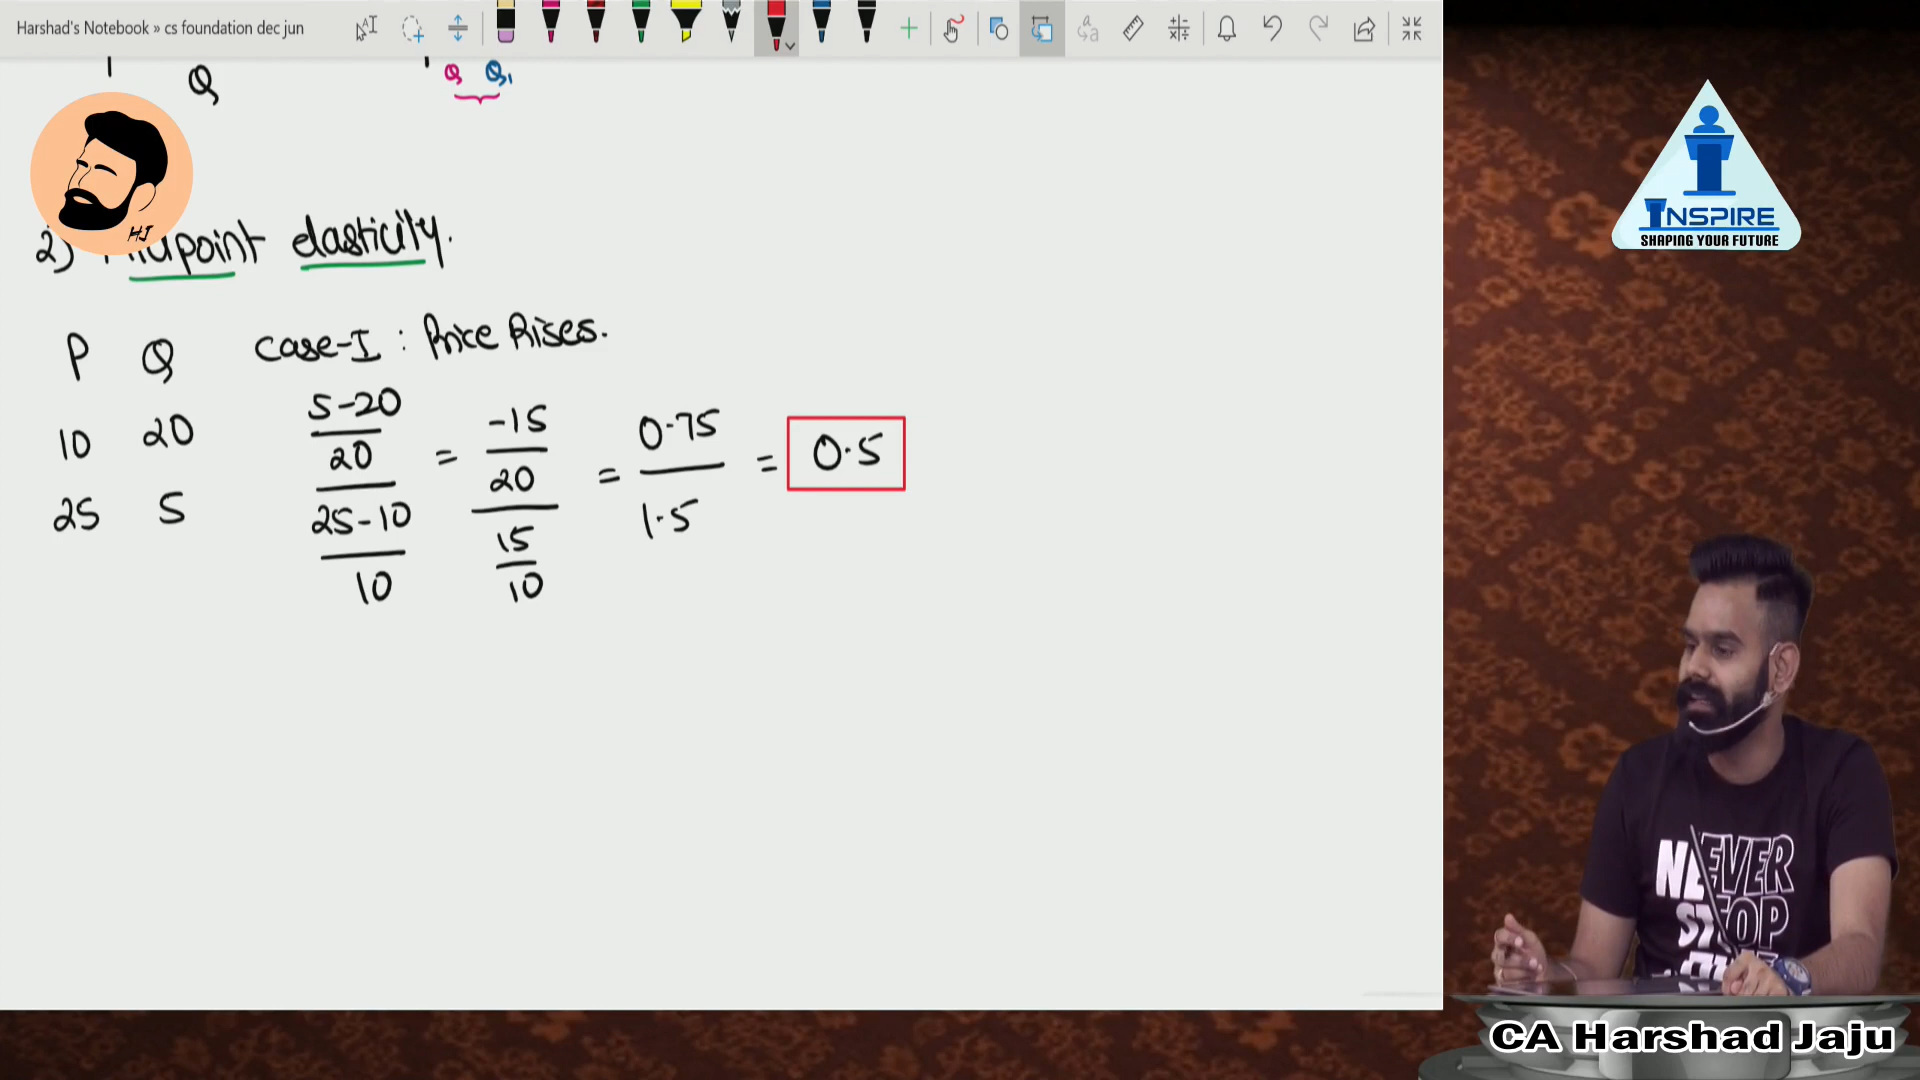 Harshad's Notebook » cs foundation dec jun
Q
Q Q₁
HJ
INSPIRE
SHAPING YOUR FUTURE
2) Midpoint elasticity.
P Q
10 20
25 5
Case-I : Price Rises.
5-20
20
25-10
10
=
-15
20
15
10
=
0.75
1.5
= 0.5
NEVER
STOP
CA Harshad Jaju